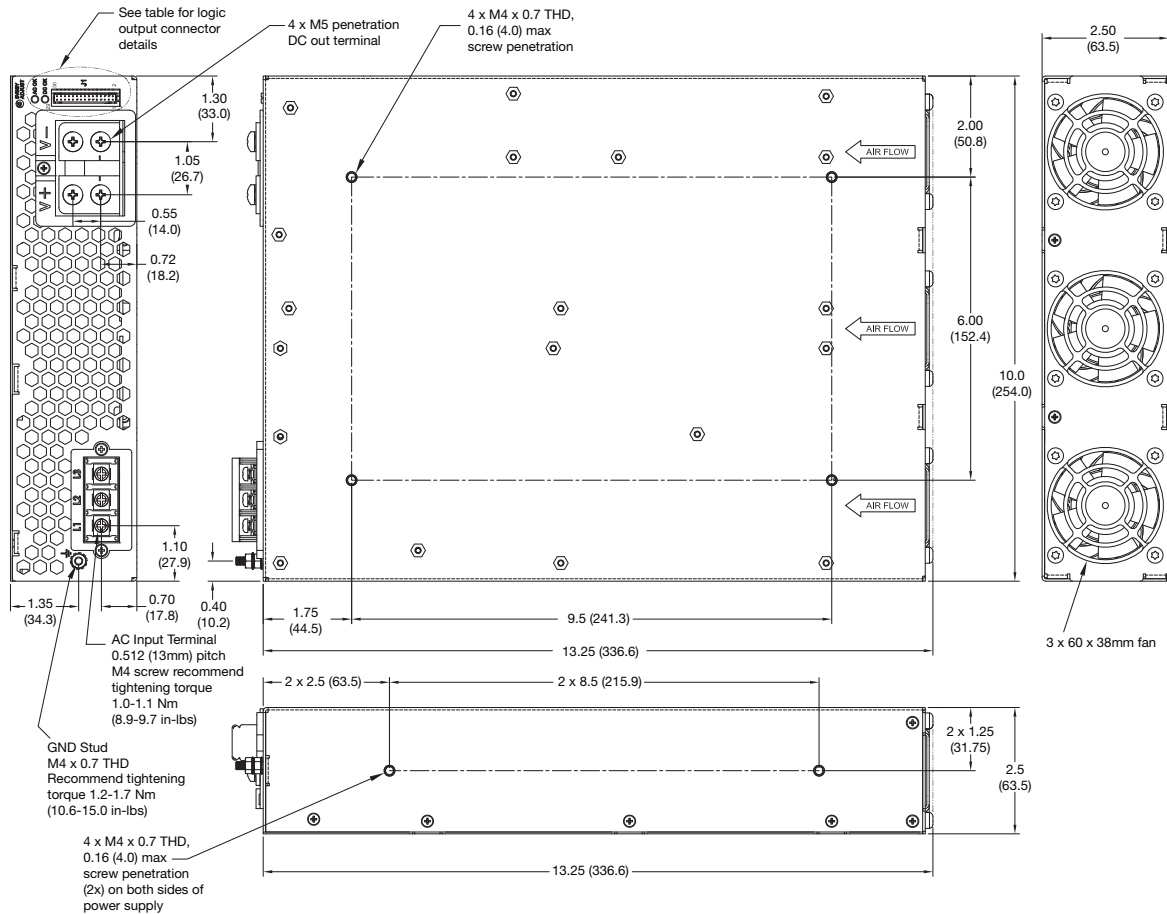 See table for logic
output connector
details
4 x M5 penetration
DC out terminal
4 x M4 x 0.7 THD,
0.16 (4.0) max
screw penetration
2.50
(63.5)
AC OK
DC OK
J1
1.30
(33.0)
V-
V+
1.05
(26.7)
0.55
(14.0)
0.72
(18.2)
2.00
(50.8)
AIR FLOW
AIR FLOW
6.00
(152.4)
10.0
(254.0)
AIR FLOW
L3
L2
L1
1.10
(27.9)
1.35
(34.3)
0.70
(17.8)
0.40
(10.2)
1.75
(44.5)
9.5 (241.3)
13.25 (336.6)
3 x 60 x 38mm fan
AC Input Terminal
0.512 (13mm) pitch
M4 screw recommend
tightening torque
1.0-1.1 Nm
(8.9-9.7 in-lbs)
GND Stud
M4 x 0.7 THD
Recommend tightening
torque 1.2-1.7 Nm
(10.6-15.0 in-lbs)
2 x 2.5 (63.5)
2 x 8.5 (215.9)
2 x 1.25
(31.75)
2.5
(63.5)
4 x M4 x 0.7 THD,
0.16 (4.0) max
screw penetration
(2x) on both sides of
power supply
13.25 (336.6)